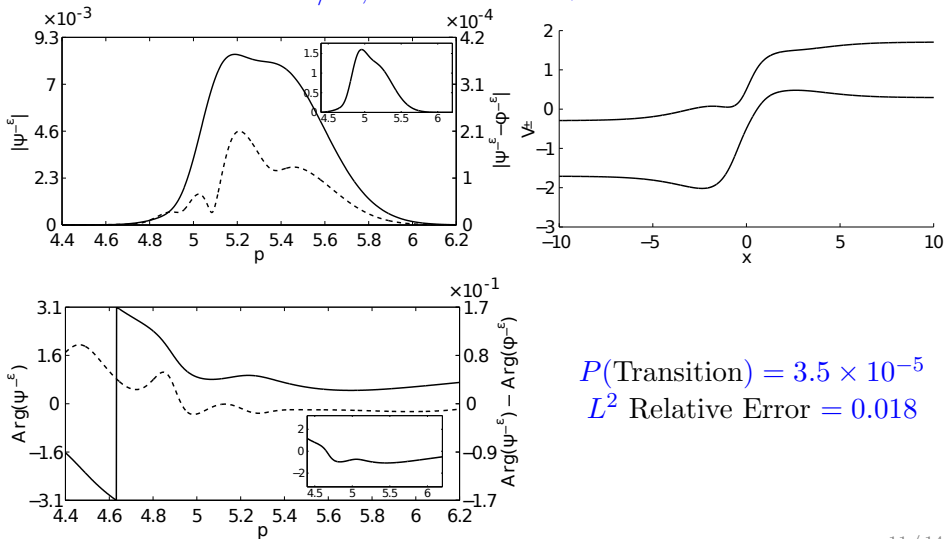 ×10⁻³
×10⁻⁴
9.3
7
4.6
2.3
0
|ψ⁻ᵋ|
4.2
3.1
2.1
1
0
|ψ⁻ᵋ−φ⁻ᵋ|
1.5
1
0.5
0
4.5 5 5.5 6
4.4 4.6 4.8 5 5.2 5.4 5.6 5.8 6 6.2
p
2
1
0
−1
−2
−3
V±
−10 −5 0 5 10
x
×10⁻¹
3.1
1.6
0
−1.6
−3.1
Arg(ψ⁻ᵋ)
1.7
0.8
0
−0.9
−1.7
Arg(ψ⁻ᵋ) − Arg(φ⁻ᵋ)
2
0
−2
4.5 5 5.5 6
4.4 4.6 4.8 5 5.2 5.4 5.6 5.8 6 6.2
p
P(Transition) = 3.5 × 10⁻⁵
L² Relative Error = 0.018